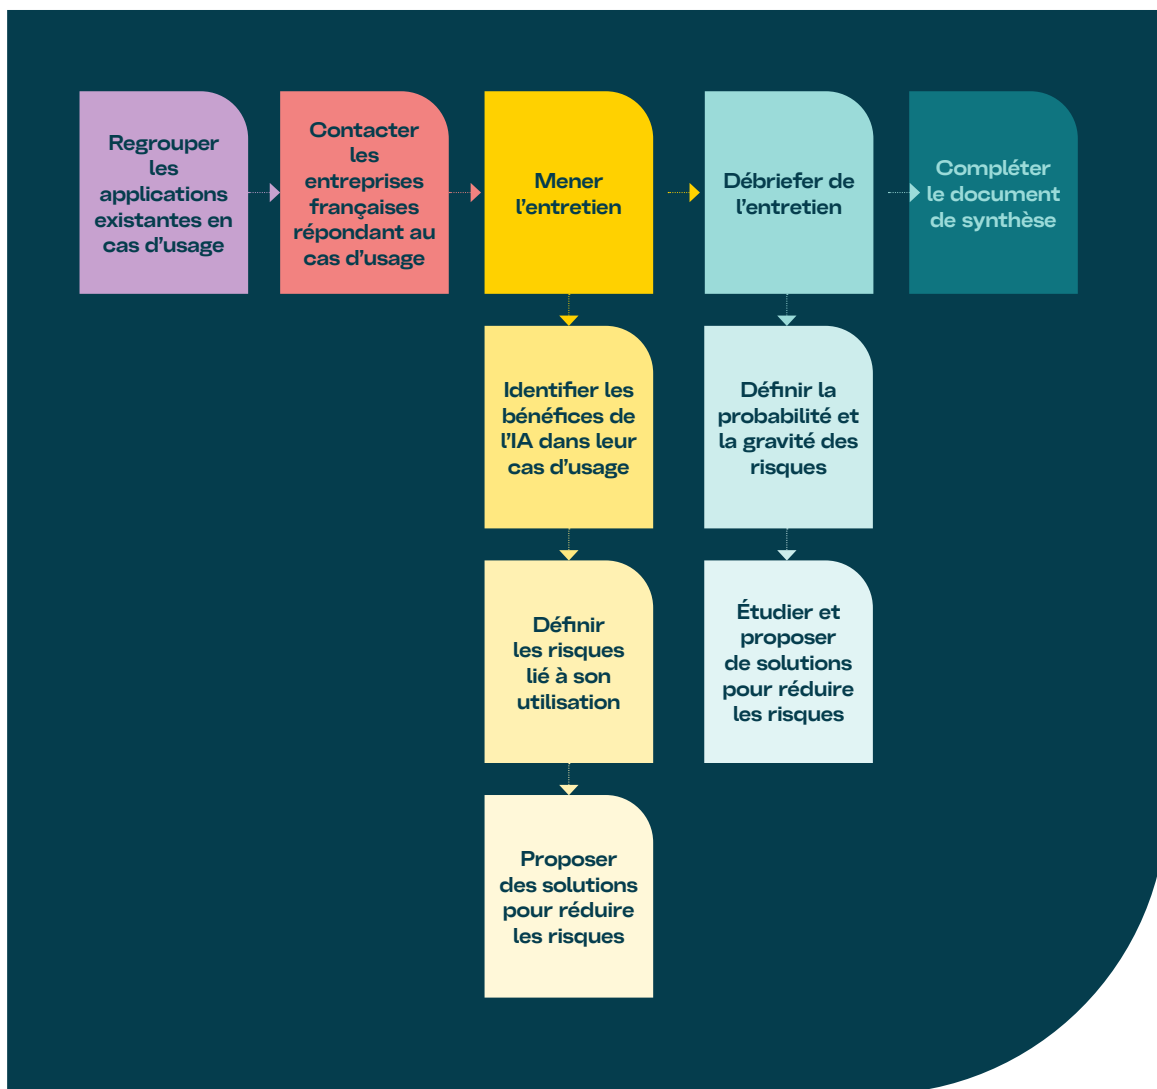 Regrouper
les
applications
existantes en
cas d’usage
Contacter
les
entreprises
françaises
répondant au
cas d’usage
Mener
l’entretien
Débriefer de
l’entretien
Compléter
le document
de synthèse
Identifier les
bénéfices de
l’IA dans leur
cas d’usage
Définir la
probabilité et
la gravité des
risques
Définir
les risques
lié à son
utilisation
Étudier et
proposer
de solutions
pour réduire
les risques
Proposer
des solutions
pour réduire
les risques